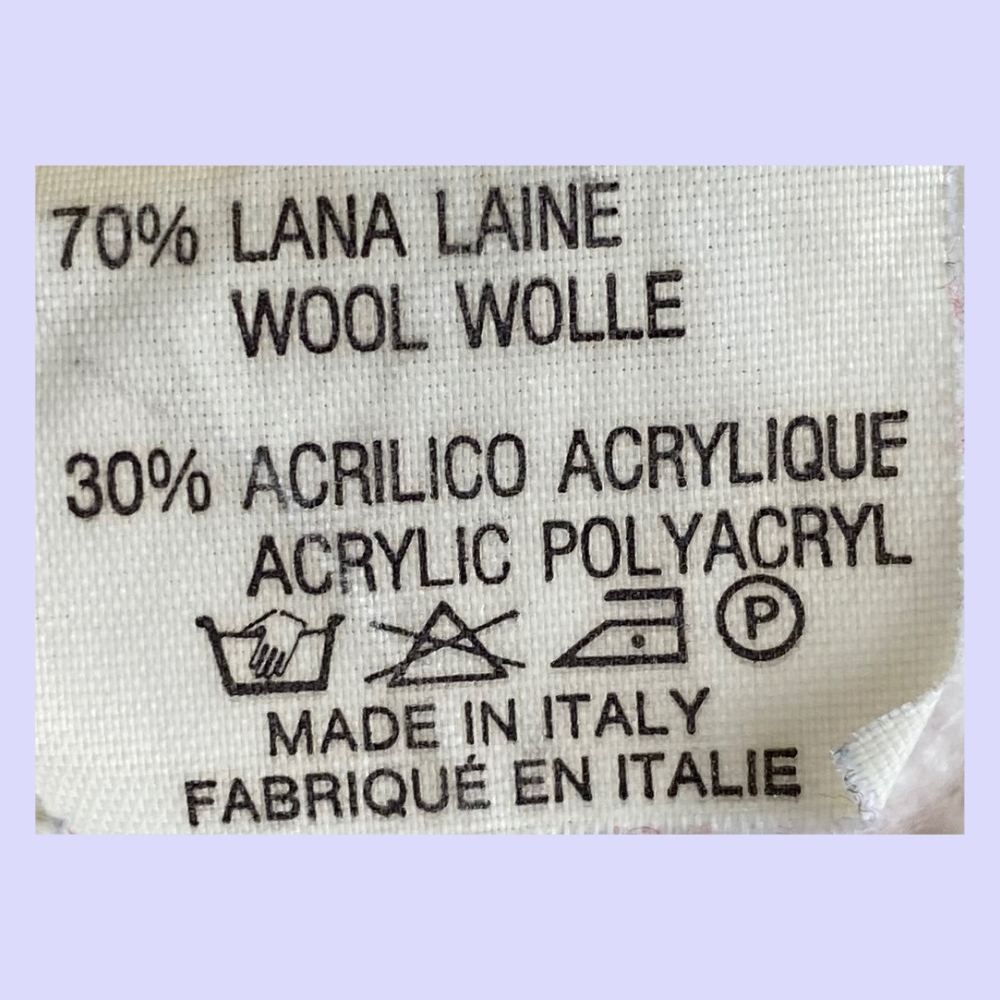 70% LANA LAINE
WOOL WOLLE
30% ACRILICO ACRYLIQUE
ACRYLIC POLYACRYL
P
MADE IN ITALY
FABRIQUÉ EN ITALIE